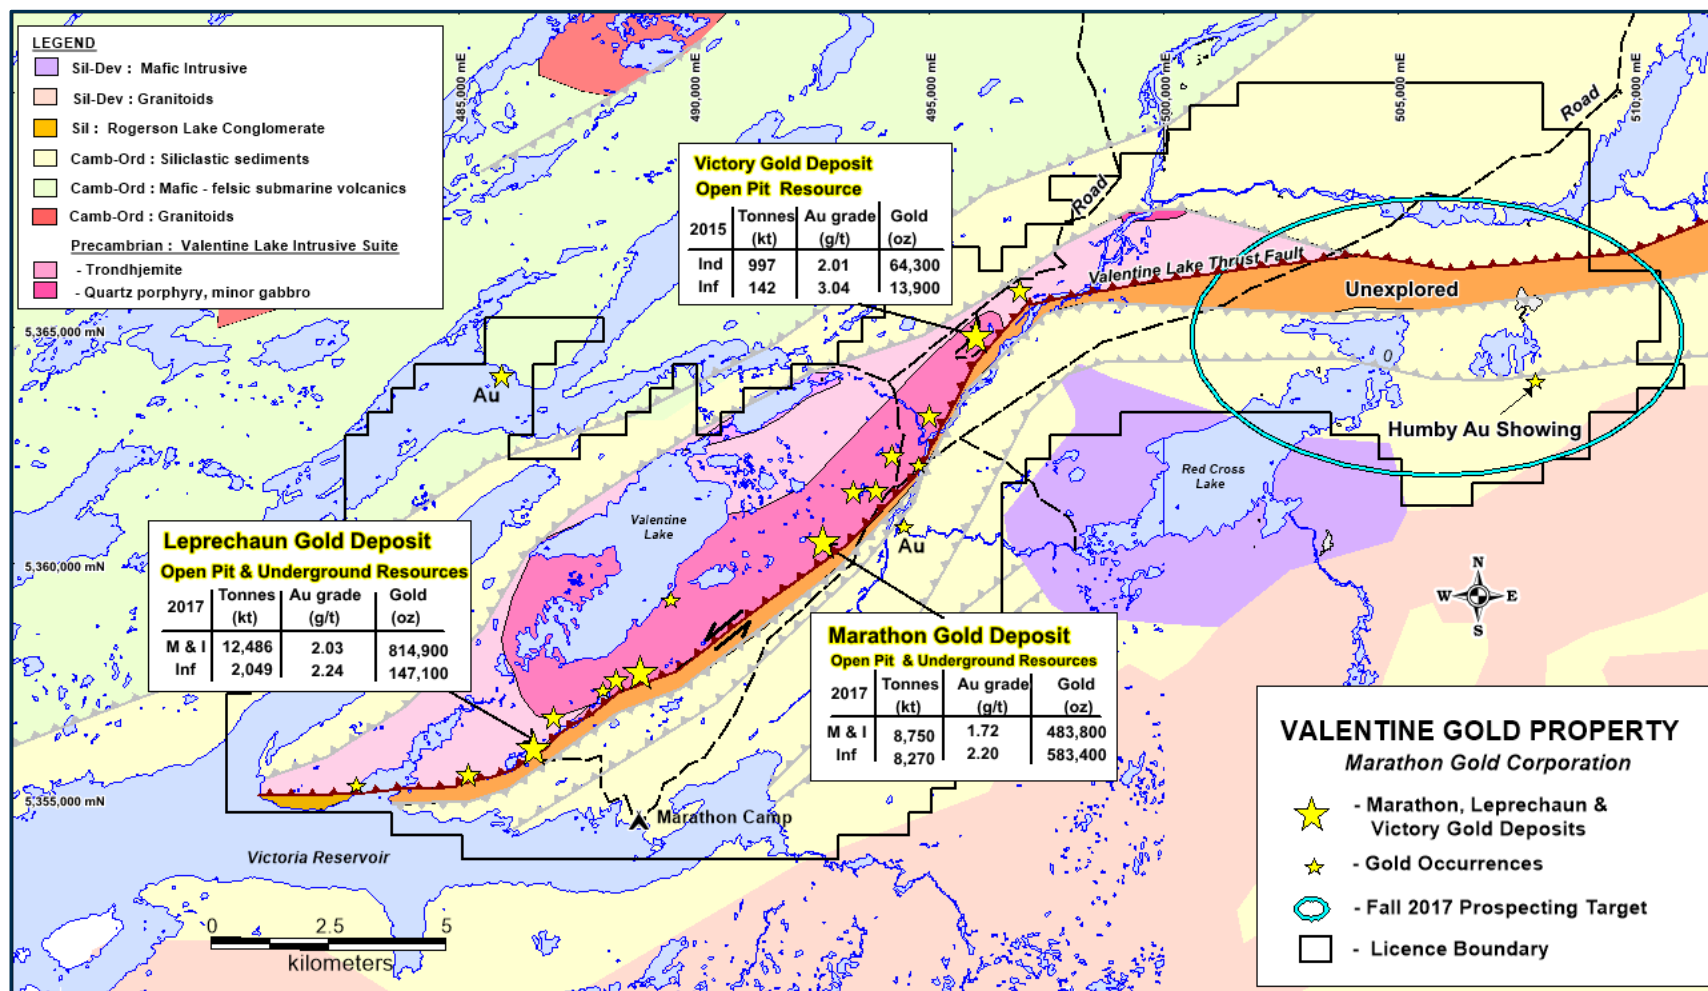 LEGEND
Sil-Dev : Mafic Intrusive
Sil-Dev : Granitoids
Sil : Rogerson Lake Conglomerate
Camb-Ord : Siliclastic sediments
Camb-Ord : Mafic - felsic submarine volcanics
Camb-Ord : Granitoids
Precambrian : Valentine Lake Intrusive Suite
- Trondhjemite
- Quartz porphyry, minor gabbro
485,000 mE
490,000 mE
495,000 mE
500,000 mE
505,000 mE
510,000 mE
5,365,000 mN
5,360,000 mN
5,355,000 mN
Victory Gold Deposit
Open Pit Resource
2015 Tonnes (kt) Au grade (g/t) Gold (oz)
Ind 997 2.01 64,300
Inf 142 3.04 13,900
Road
Road
Valentine Lake Thrust Fault
Unexplored
0
Humby Au Showing
Au
Red Cross
Lake
Valentine
Lake
Au
Leprechaun Gold Deposit
Open Pit & Underground Resources
2017 Tonnes (kt) Au grade (g/t) Gold (oz)
M & I 12,486 2.03 814,900
Inf 2,049 2.24 147,100
Marathon Gold Deposit
Open Pit & Underground Resources
2017 Tonnes (kt) Au grade (g/t) Gold (oz)
M & I 8,750 1.72 483,800
Inf 8,270 2.20 583,400
N
W E
S
Marathon Camp
Victoria Reservoir
0 2.5 5
kilometers
VALENTINE GOLD PROPERTY
Marathon Gold Corporation
- Marathon, Leprechaun &
Victory Gold Deposits
- Gold Occurrences
- Fall 2017 Prospecting Target
- Licence Boundary